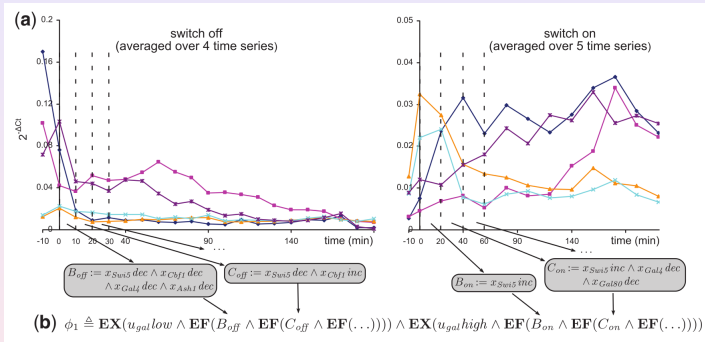 (a)
switch off
(averaged over 4 time series)
switch on
(averaged over 5 time series)
2^-ΔCt
0.2
0.16
0.12
0.08
0.04
0
-10 0 10 20 30 40 90 140
time (min)
0.05
0.04
0.03
0.02
0.01
0
-10 0 20 40 60 90 140
time (min)
...
...
B_off := x_Swi5 dec ∧ x_Cbf1 dec
∧ x_Gal4 dec ∧ x_Ash1 dec
C_off := x_Swi5 dec ∧ x_Cbf1 inc
B_on := x_Swi5 inc
C_on := x_Swi5 inc ∧ x_Gal4 dec
∧ x_Gal80 dec
(b) ϕ_1 ≜ EX(u_gal low ∧ EF(B_off ∧ EF(C_off ∧ EF(...)))) ∧ EX(u_gal high ∧ EF(B_on ∧ EF(C_on ∧ EF(...))))